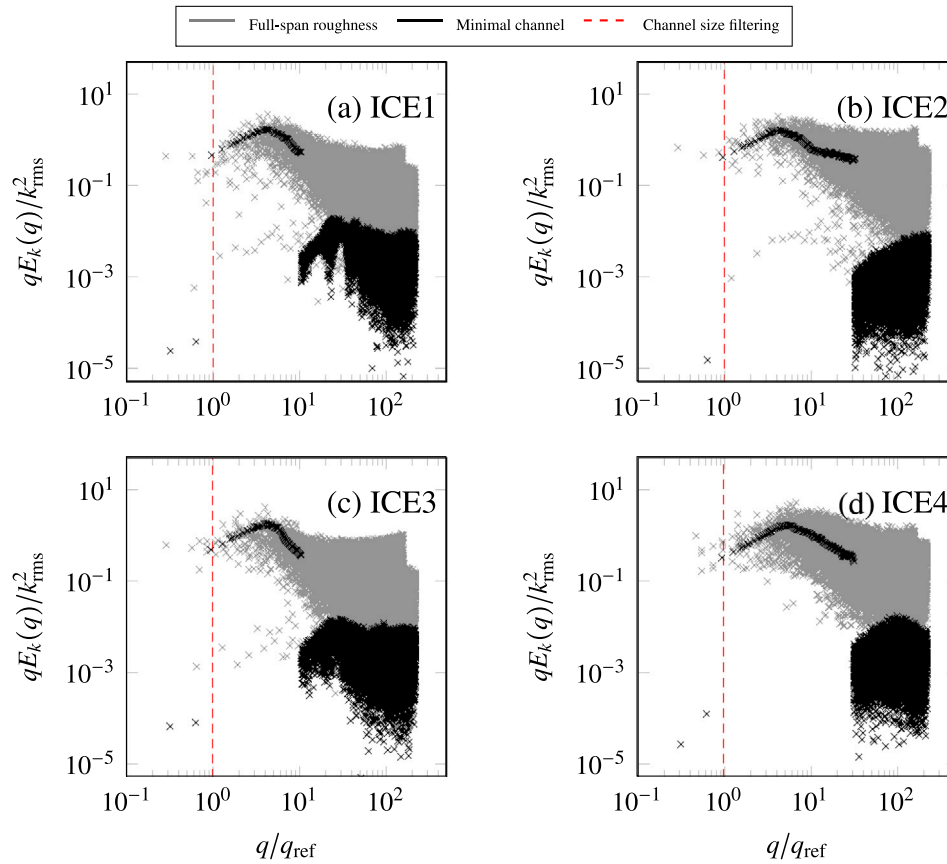 Full-span roughness Minimal channel Channel size filtering
(a) ICE1
10^1
10^−1
10^−3
10^−5
qE_k(q)/k^2_rms
10^−1 10^0 10^1 10^2
(b) ICE2
10^1
10^−1
10^−3
10^−5
qE_k(q)/k^2_rms
10^−1 10^0 10^1 10^2
(c) ICE3
10^1
10^−1
10^−3
10^−5
qE_k(q)/k^2_rms
10^−1 10^0 10^1 10^2
q/q_ref
(d) ICE4
10^1
10^−1
10^−3
10^−5
qE_k(q)/k^2_rms
10^−1 10^0 10^1 10^2
q/q_ref